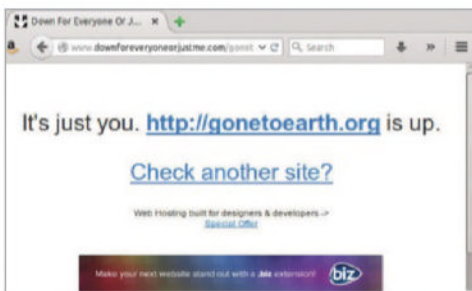 Down For Everyone Or J...
www.downforeveryoneorjustme.com/gonet
Search
It's just you. http://gonetoearth.org is up.
Check another site?
Web Hosting built for designers & developers ->
Special Offer
Make your next website stand out with a .biz extension!
biz